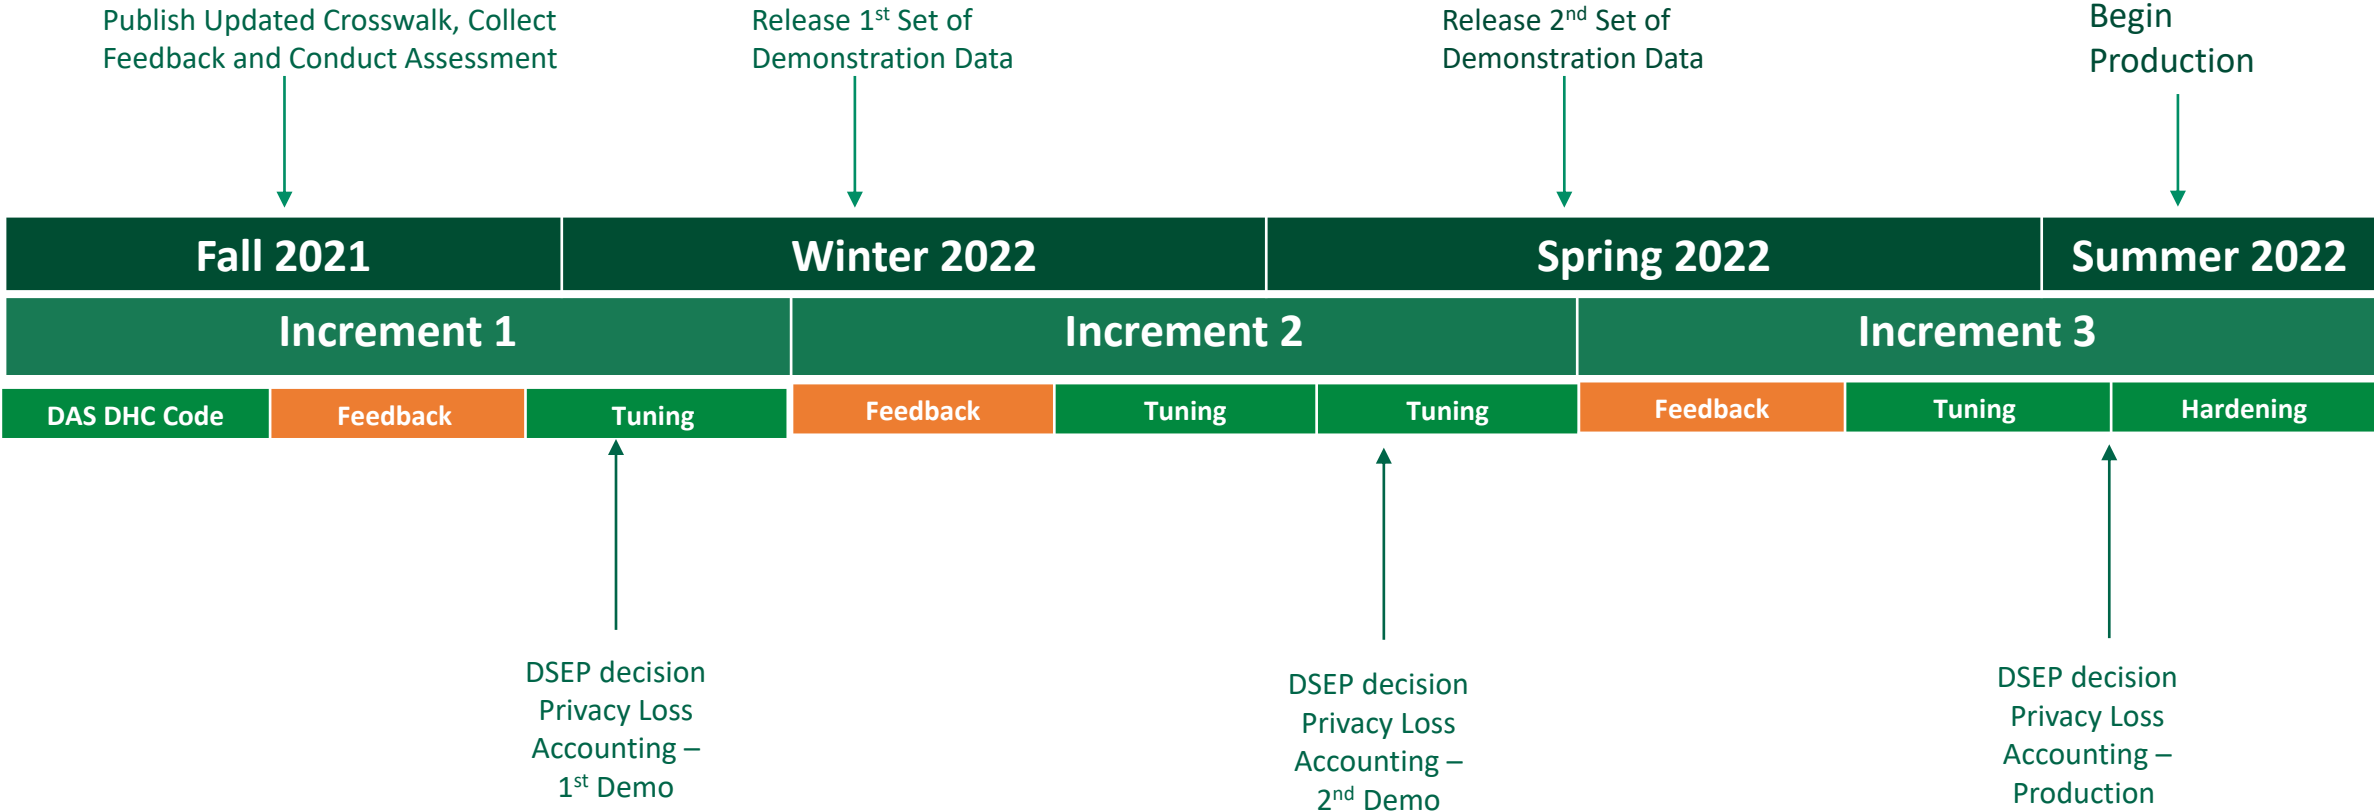 Publish Updated Crosswalk, Collect
Feedback and Conduct Assessment
Release 1st Set of
Demonstration Data
Release 2nd Set of
Demonstration Data
Begin
Production
Fall 2021
Winter 2022
Spring 2022
Summer 2022
Increment 1
Increment 2
Increment 3
DAS DHC Code
Feedback
Tuning
Feedback
Tuning
Tuning
Feedback
Tuning
Hardening
DSEP decision
Privacy Loss
Accounting –
1st Demo
DSEP decision
Privacy Loss
Accounting –
2nd Demo
DSEP decision
Privacy Loss
Accounting –
Production